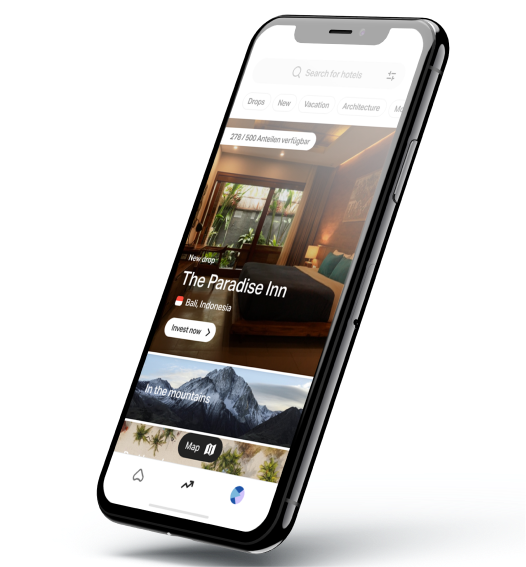 Search for hotels
Drops
New
Vacation
Architecture
278 / 500 Anteilen verfügbar
New drop
The Paradise Inn
Bali, Indonesia
Invest now
In the mountains
Map